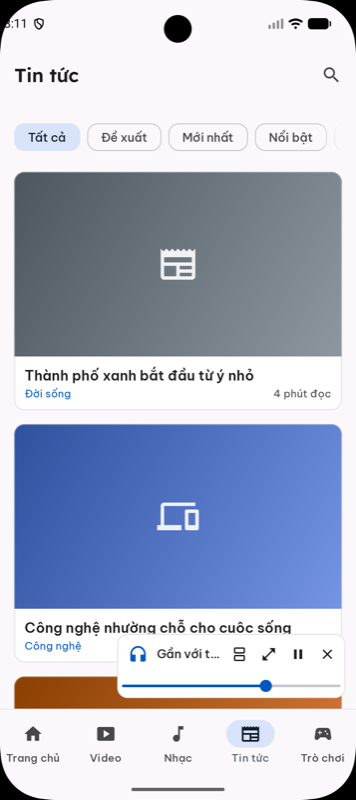 Tin tức
Tất cả
Đề xuất
Mới nhất
Nổi bật
Thành phố xanh bắt đầu từ ý nhỏ
Đời sống
4 phút đọc
Công nghệ nhường chỗ cho cuộc sống
Công nghệ
Gắn với t...
Trang chủ
Video
Nhạc
Tin tức
Trò chơi